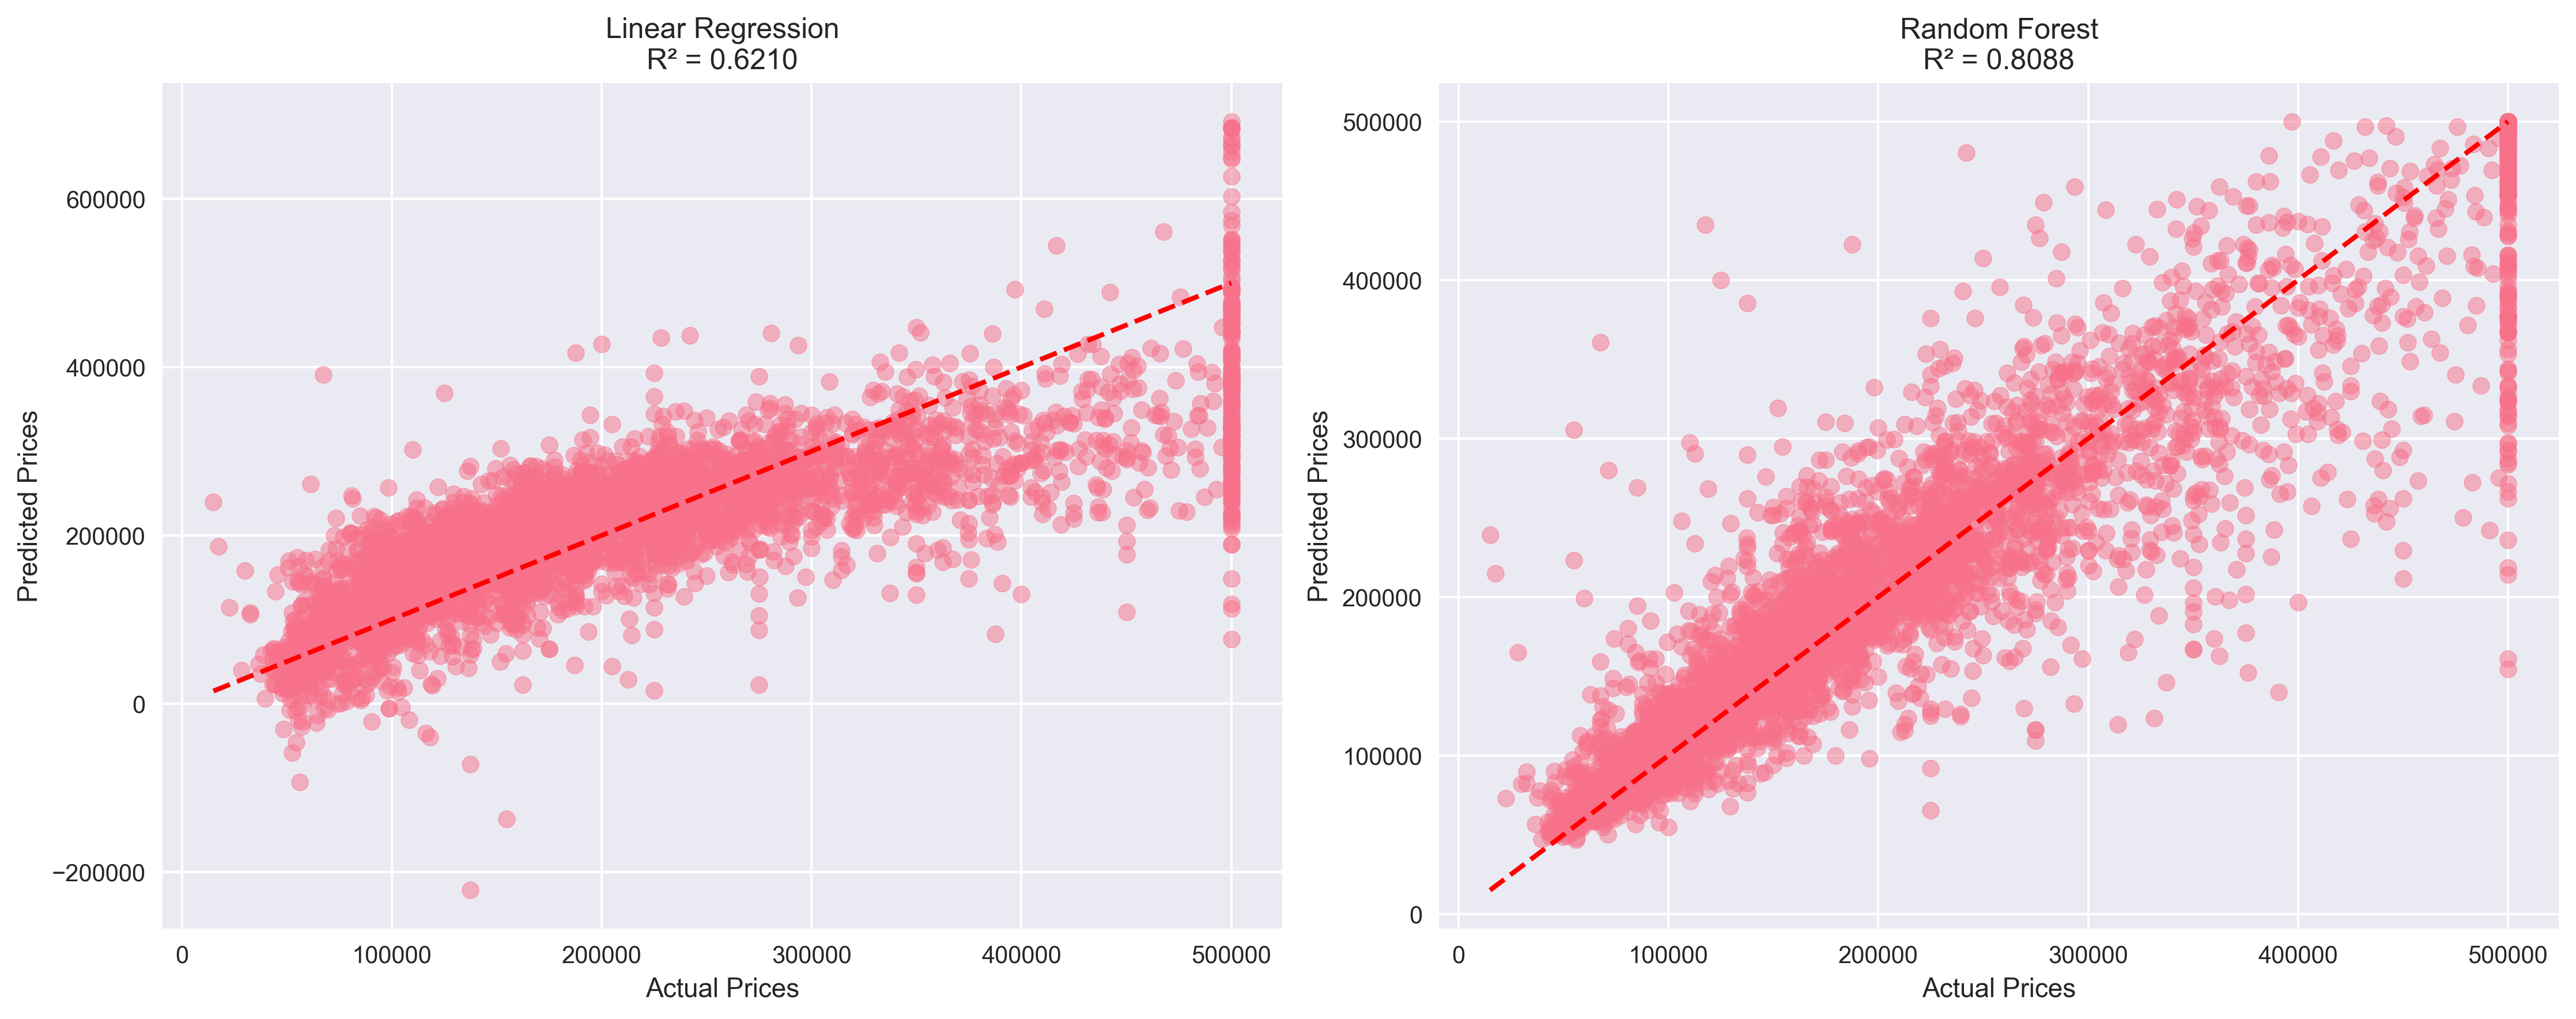 Linear Regression
R² = 0.6210
600000
400000
200000
0
−200000
Predicted Prices
0 100000 200000 300000 400000 500000
Actual Prices
Random Forest
R² = 0.8088
500000
400000
300000
200000
100000
0
Predicted Prices
0 100000 200000 300000 400000 500000
Actual Prices